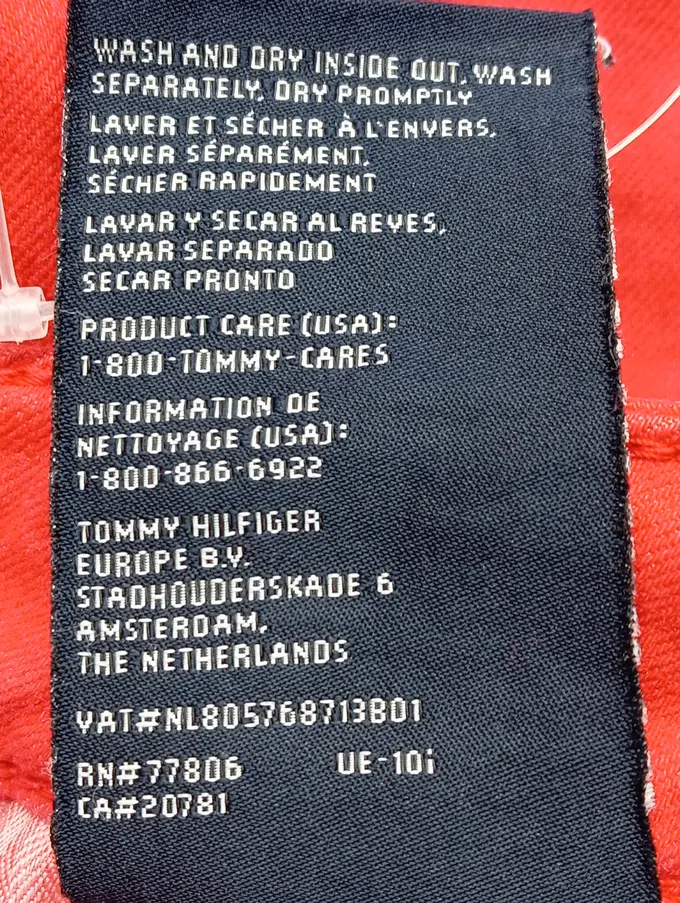 WASH AND DRY INSIDE OUT, WASH
SEPARATELY, DRY PROMPTLY
LAVER ET SÉCHER À L'ENVERS,
LAVER SÉPARÉMENT,
SÉCHER RAPIDEMENT
LAVAR Y SECAR AL REVES,
LAVAR SEPARADO
SECAR PRONTO
PRODUCT CARE (USA):
1-800-TOMMY-CARES
INFORMATION DE
NETTOYAGE (USA):
1-800-866-6922
TOMMY HILFIGER
EUROPE B.V.
STADHOUDERSKADE 6
AMSTERDAM,
THE NETHERLANDS
VAT#NL805768713B01
RN#77806 UE-10i
CA#20781